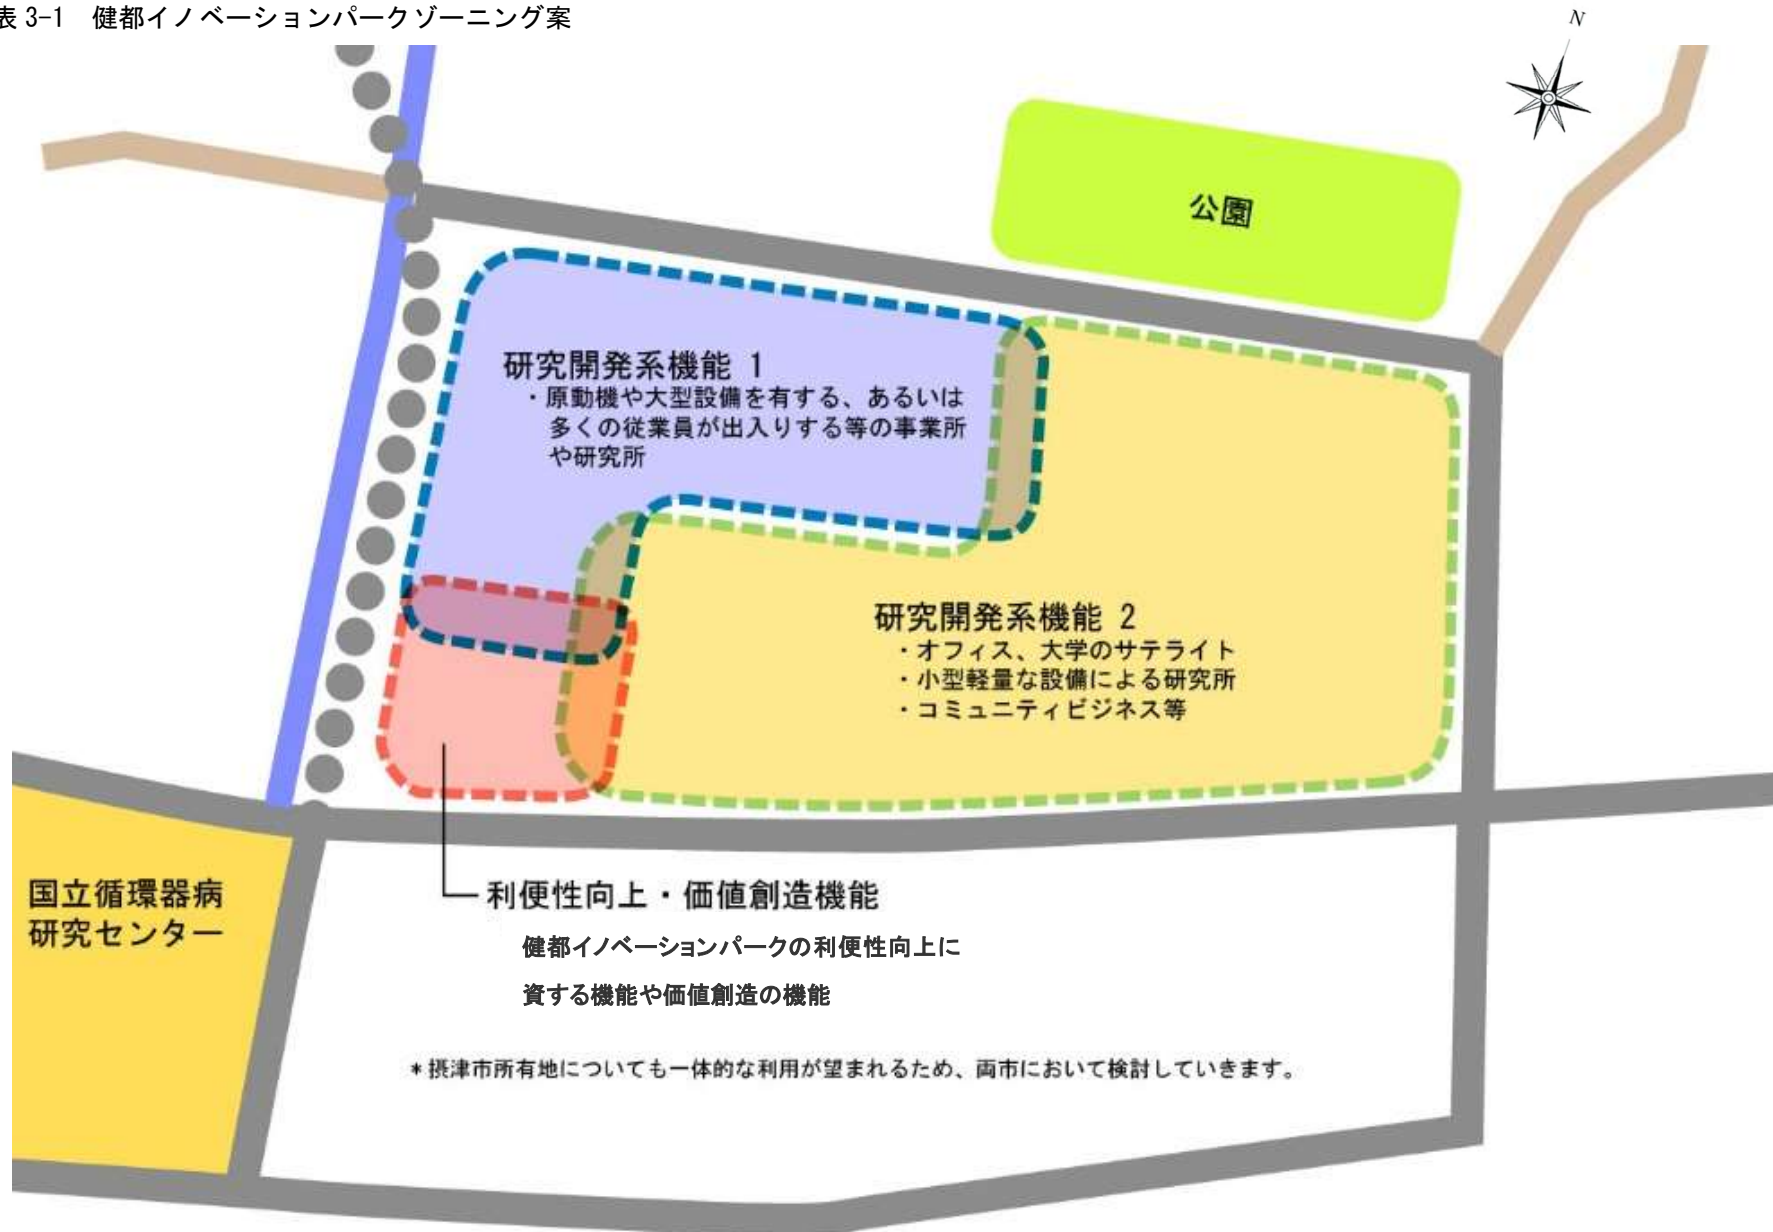 表 3-1 健都イノベーションパークゾーニング案
N
公園
研究開発系機能 1
・原動機や大型設備を有する、あるいは
多くの従業員が出入りする等の事業所
や研究所
研究開発系機能 2
・オフィス、大学のサテライト
・小型軽量な設備による研究所
・コミュニティビジネス等
国立循環器病
研究センター
利便性向上・価値創造機能
健都イノベーションパークの利便性向上に
資する機能や価値創造の機能
*摂津市所有地についても一体的な利用が望まれるため、両市において検討していきます。